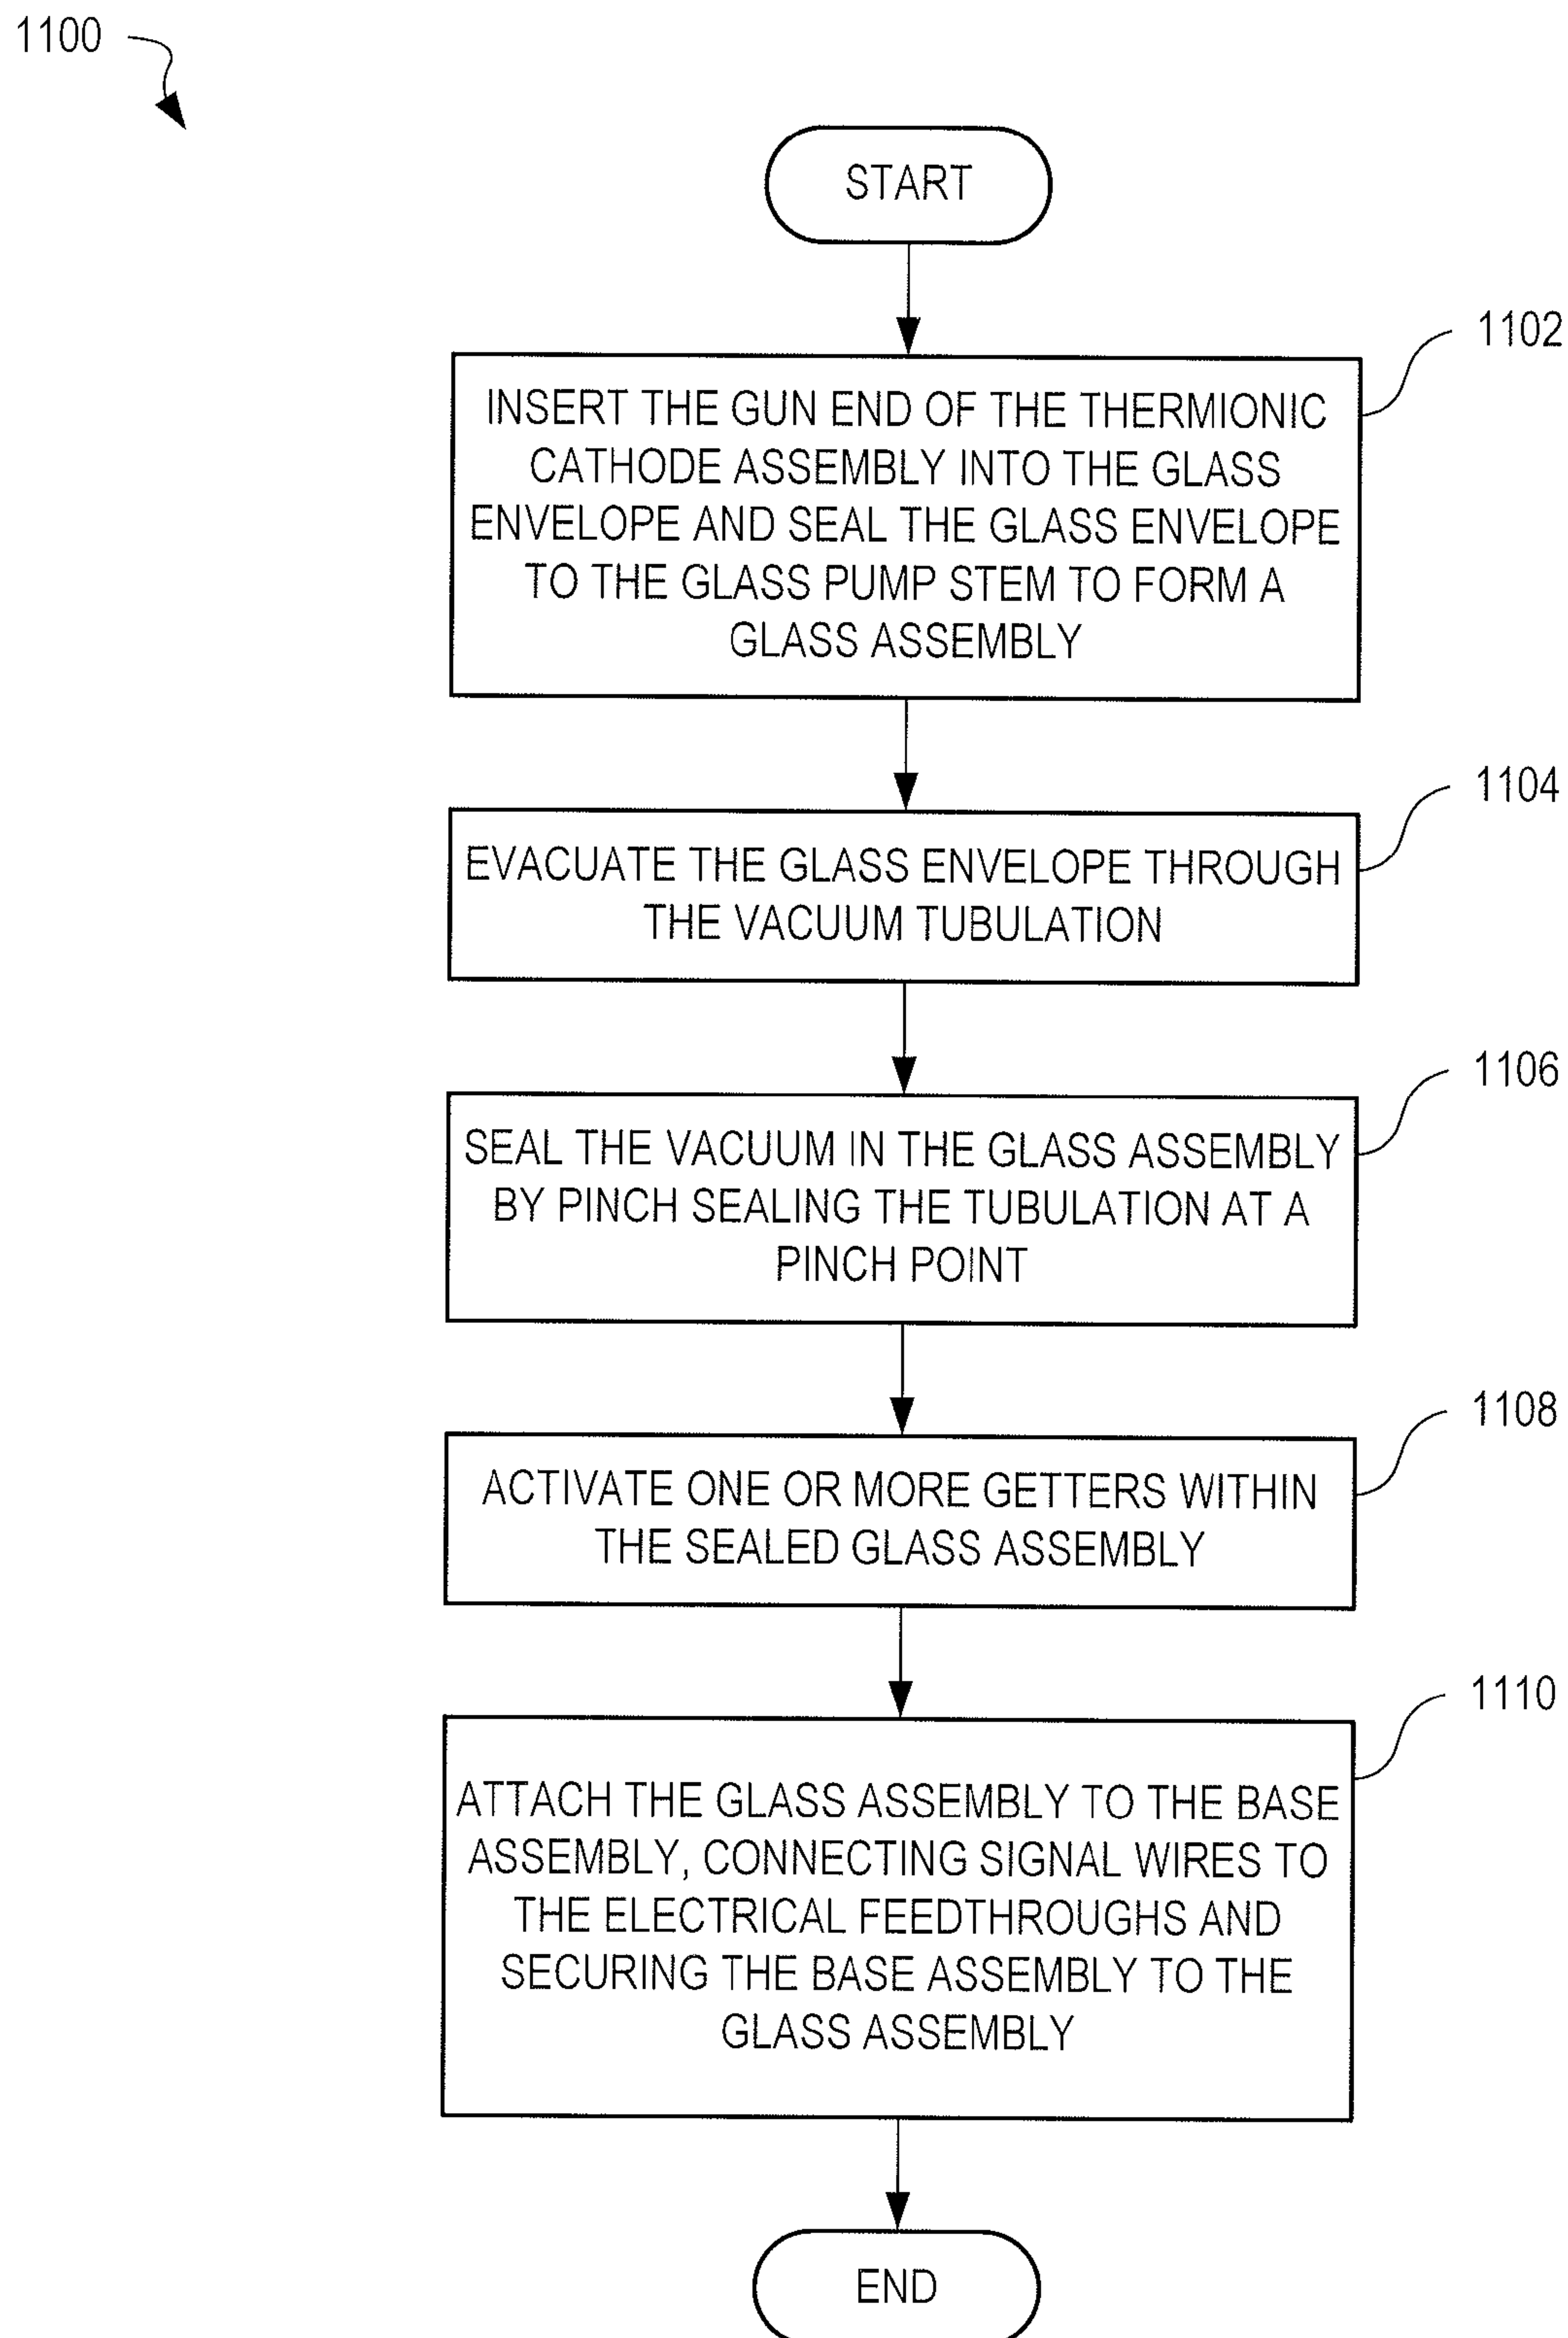 1100
START
1102
INSERT THE GUN END OF THE THERMIONIC
CATHODE ASSEMBLY INTO THE GLASS
ENVELOPE AND SEAL THE GLASS ENVELOPE
TO THE GLASS PUMP STEM TO FORM A
GLASS ASSEMBLY
1104
EVACUATE THE GLASS ENVELOPE THROUGH
THE VACUUM TUBULATION
1106
SEAL THE VACUUM IN THE GLASS ASSEMBLY
BY PINCH SEALING THE TUBULATION AT A
PINCH POINT
1108
ACTIVATE ONE OR MORE GETTERS WITHIN
THE SEALED GLASS ASSEMBLY
1110
ATTACH THE GLASS ASSEMBLY TO THE BASE
ASSEMBLY, CONNECTING SIGNAL WIRES TO
THE ELECTRICAL FEEDTHROUGHS AND
SECURING THE BASE ASSEMBLY TO THE
GLASS ASSEMBLY
END